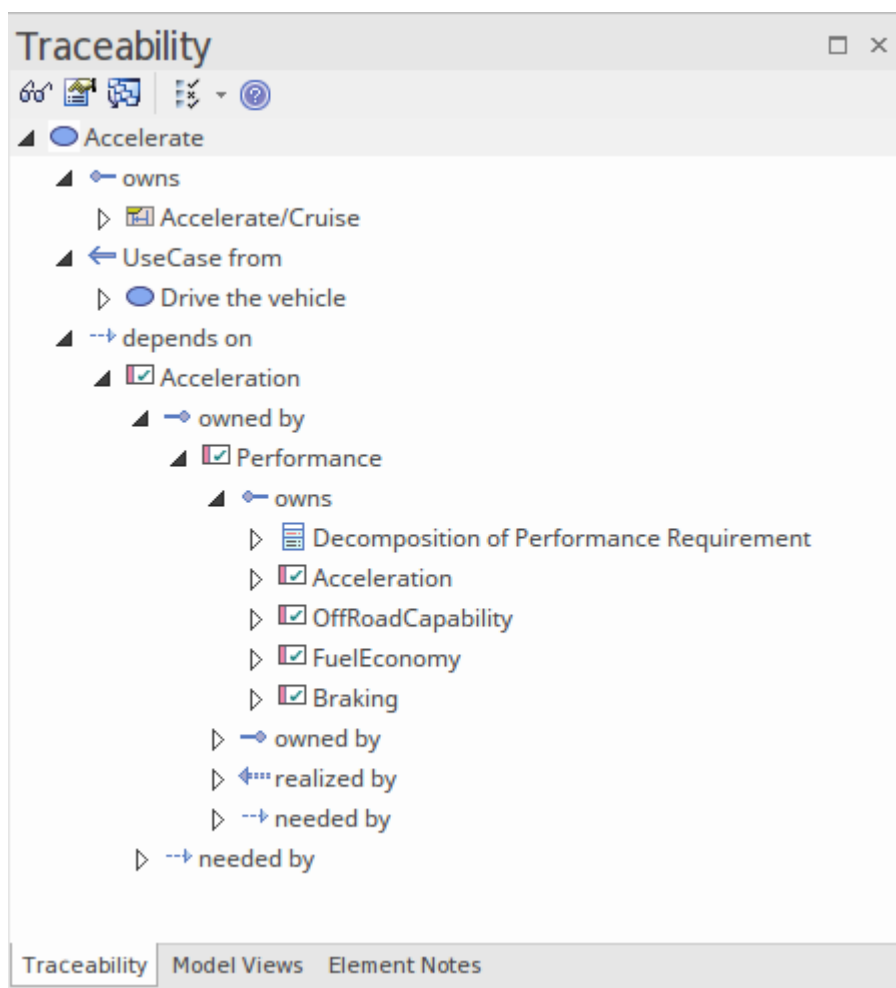 Traceability
Accelerate
owns
Accelerate/Cruise
UseCase from
Drive the vehicle
depends on
Acceleration
owned by
Performance
owns
Decomposition of Performance Requirement
Acceleration
OffRoadCapability
FuelEconomy
Braking
owned by
realized by
needed by
needed by
Traceability Model Views Element Notes